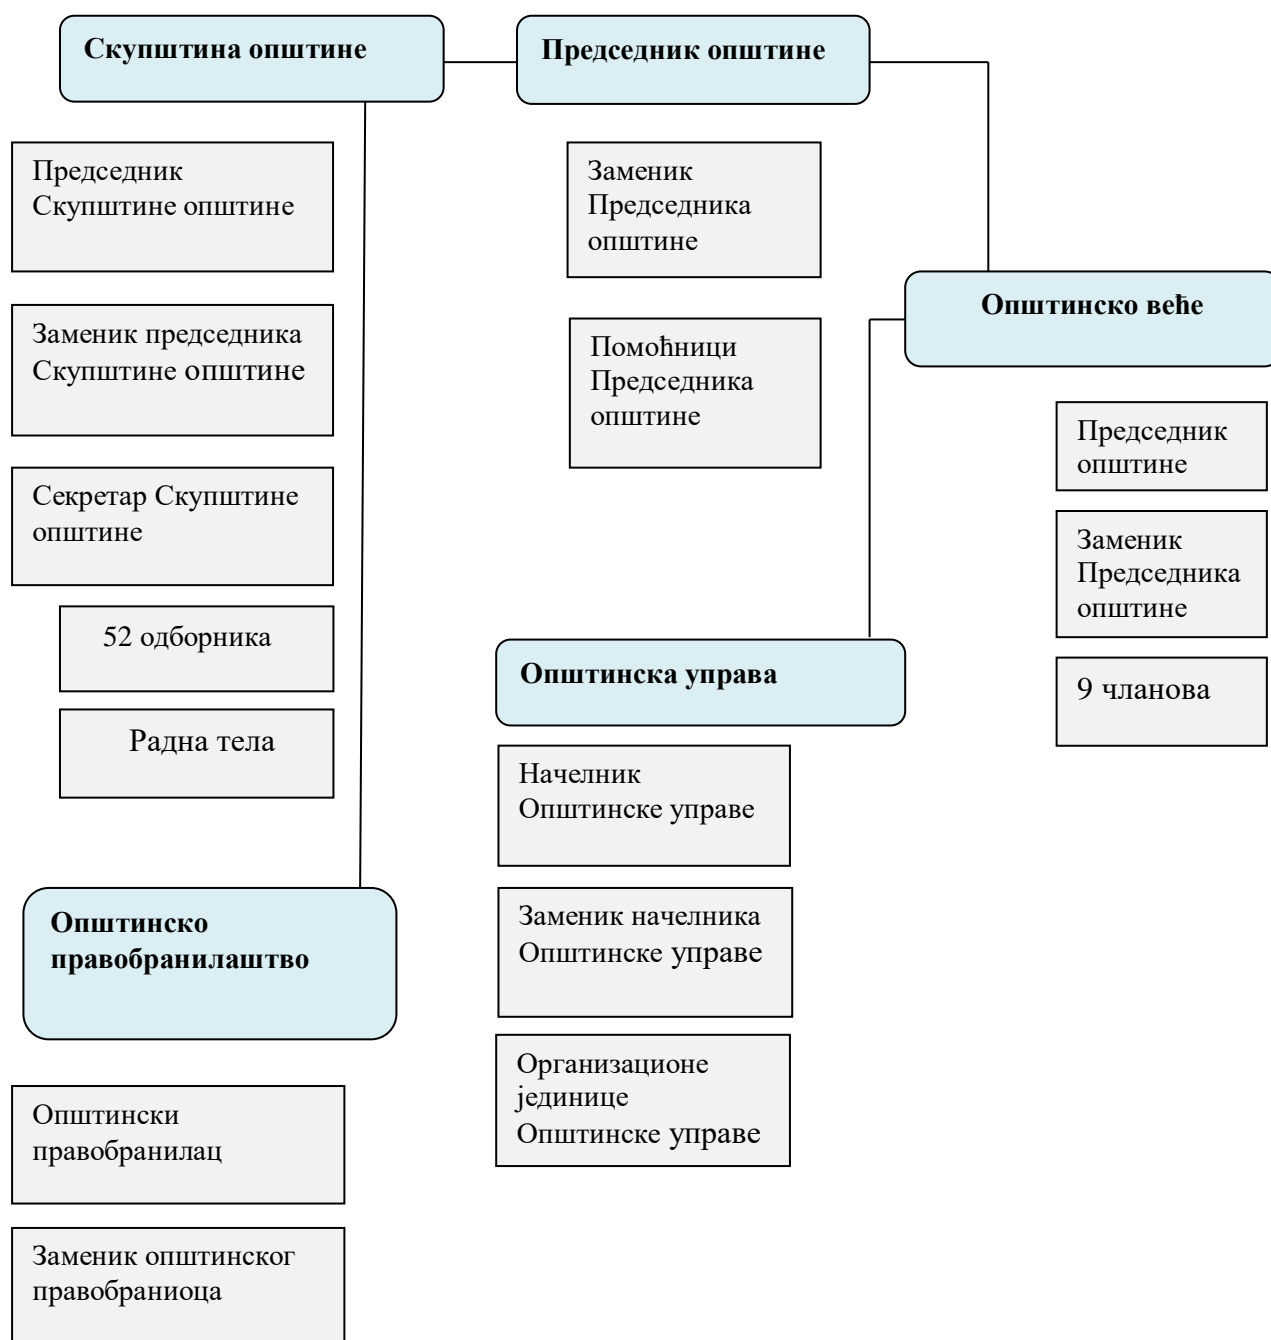 Скупштина општине
Председник општине
Председник
Скупштине општине
Заменик председника
Скупштине општине
Секретар Скупштине
општине
52 одборника
Радна тела
Заменик
Председника
општине
Помоћници
Председника
општине
Општинско веће
Председник
општине
Заменик
Председника
општине
9 чланова
Општинска управа
Начелник
Општинске управе
Заменик начелника
Општинске управе
Организационе
јединице
Општинске управе
Општинско
правобранилаштво
Општински
правобранилац
Заменик општинског
правобраниоца